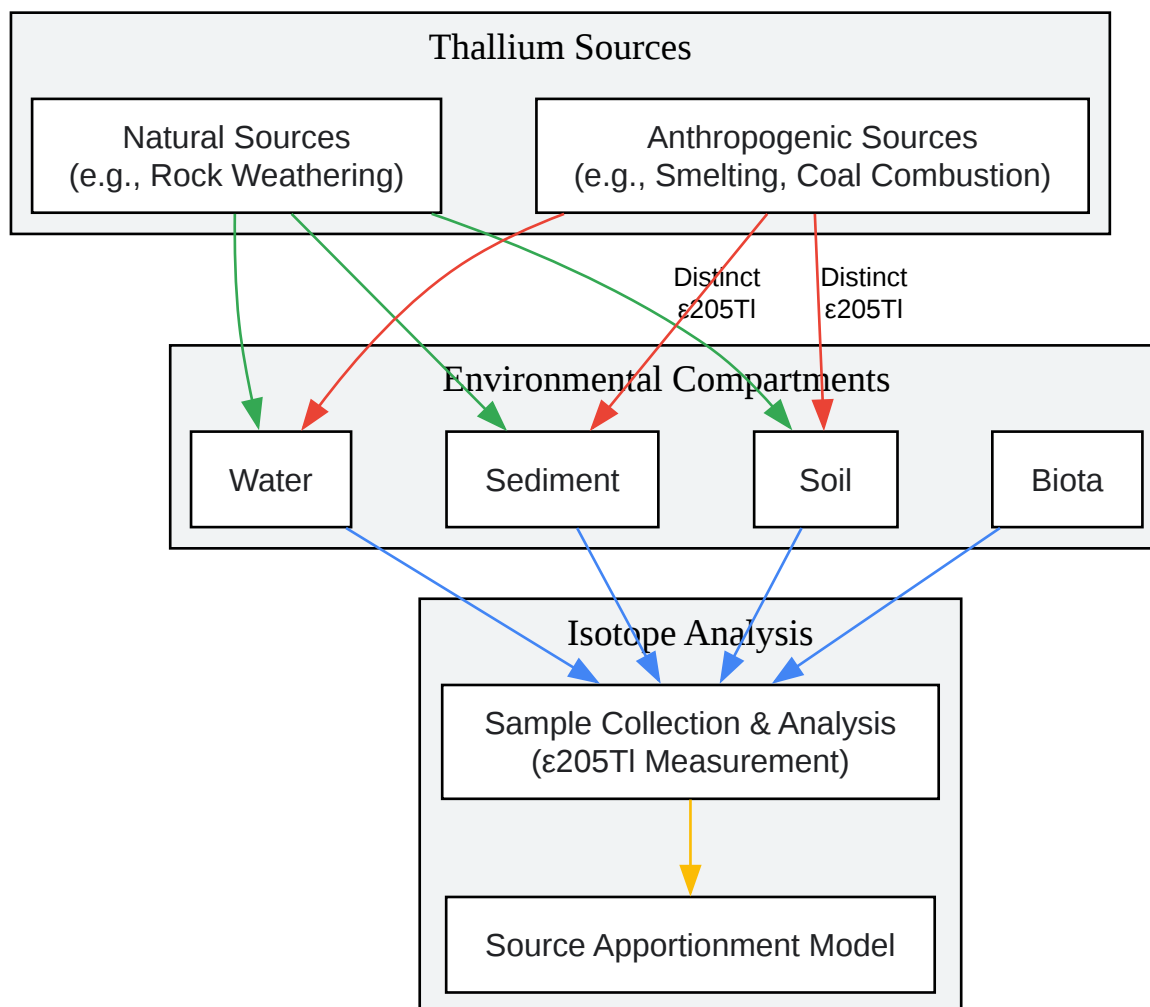 Thallium Sources
Natural Sources
(e.g., Rock Weathering)
Anthropogenic Sources
(e.g., Smelting, Coal Combustion)
Distinct
ε205Tl
Distinct
ε205Tl
Environmental Compartments
Water
Sediment
Soil
Biota
Isotope Analysis
Sample Collection & Analysis
(ε205Tl Measurement)
Source Apportionment Model